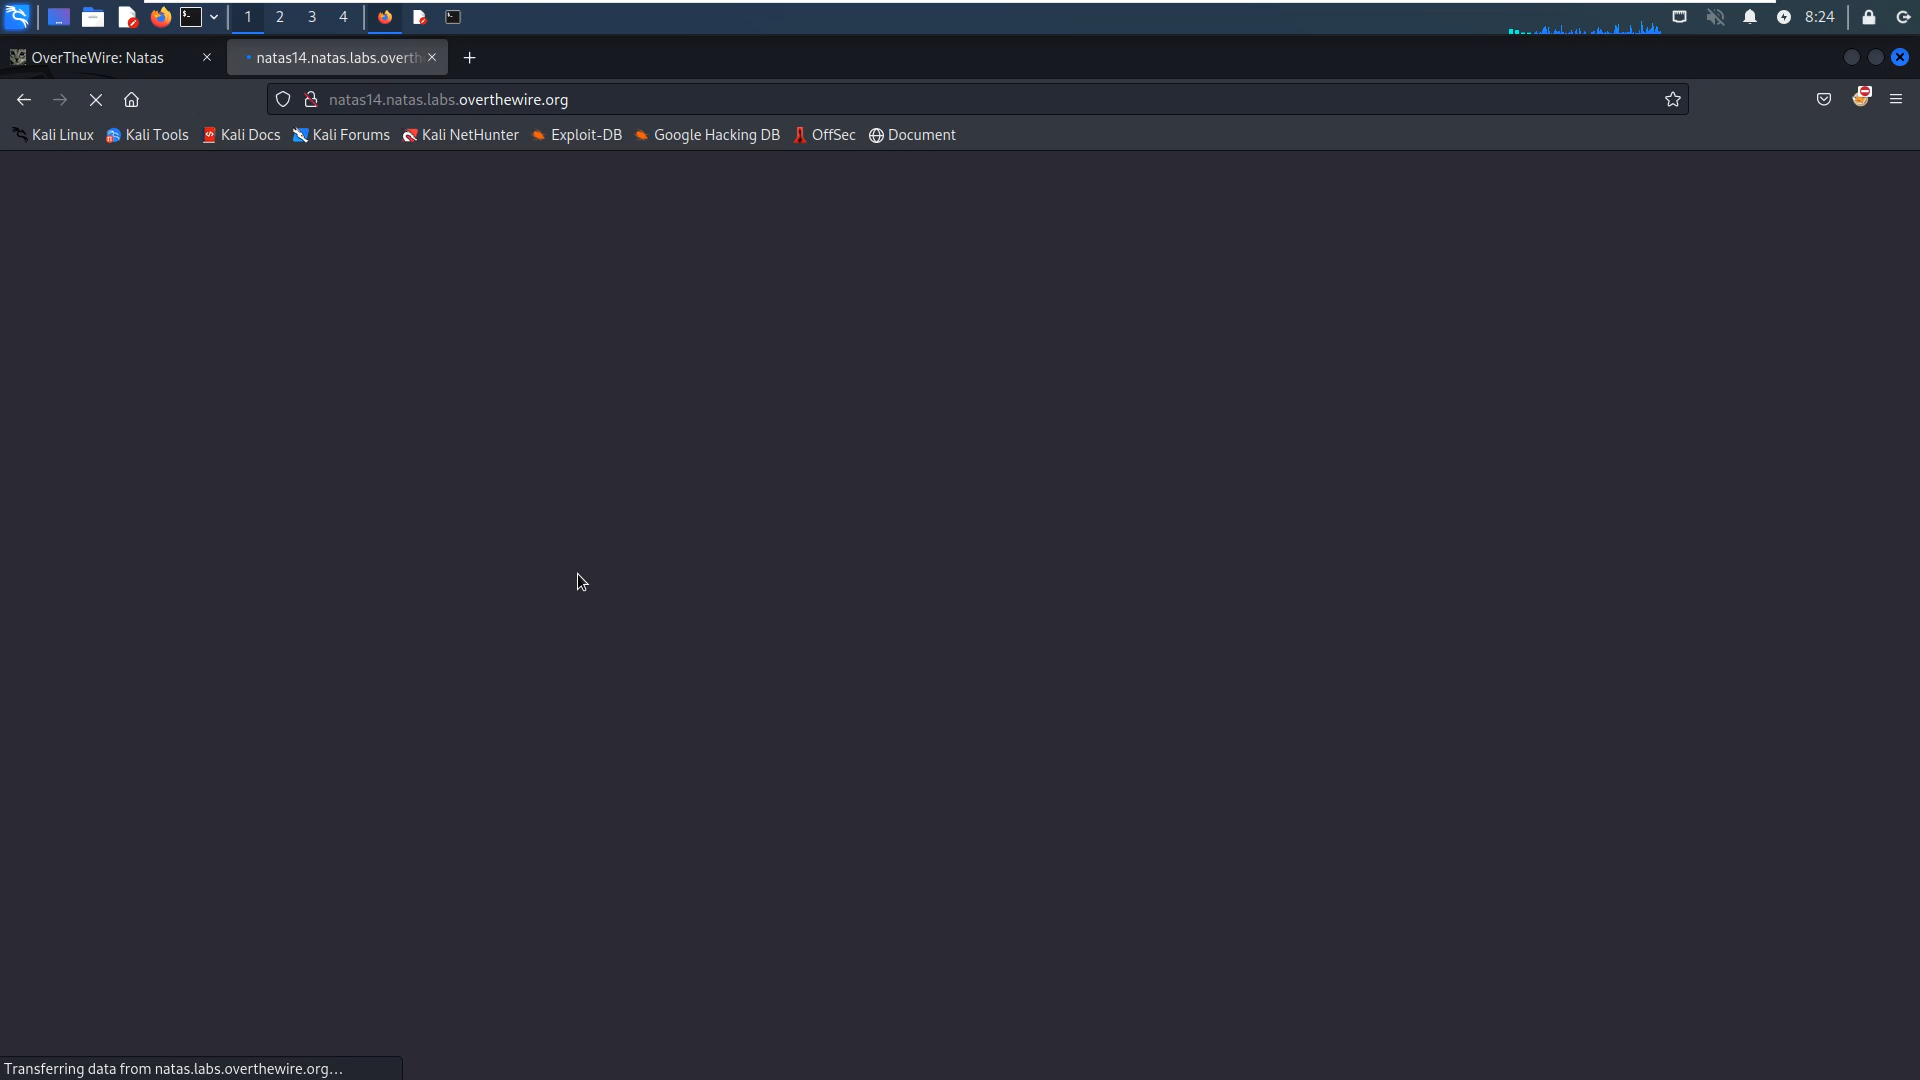 1 2 3 4 8:24
OverTheWire: Natas natas14.natas.labs.overth
natas14.natas.labs.overthewire.org
Kali Linux Kali Tools Kali Docs Kali Forums Kali NetHunter Exploit-DB Google Hacking DB OffSec Document
Transferring data from natas.labs.overthewire.org...